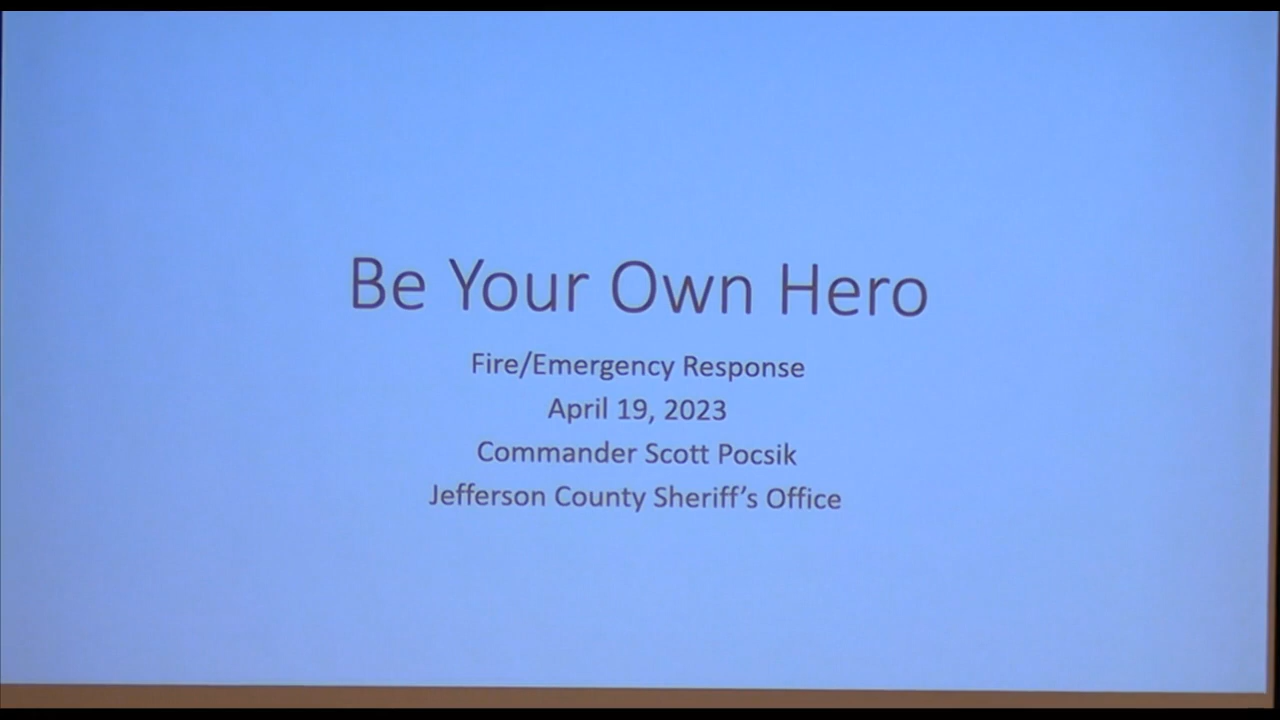 Be Your Own Hero
Fire/Emergency Response
April 19, 2023
Commander Scott Pocsik
Jefferson County Sheriff’s Office